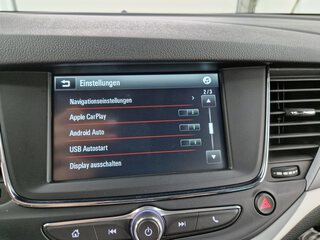 Einstellungen
2/3
Navigationseinstellungen
Apple CarPlay
Android Auto
USB Autostart
Display ausschalten